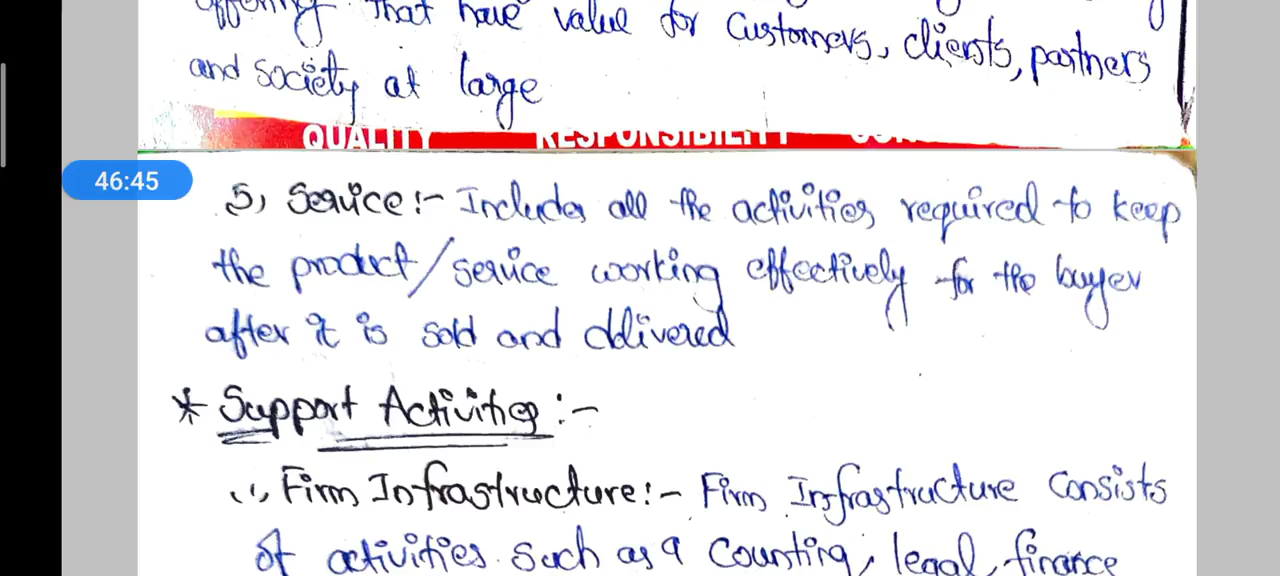 offering that have value for customers, clients, partners
and society at large
QUALITY RESPONSIBILITY
46:45
5) Service:- Includes all the activities required to keep
the product/service working effectively for the buyer
after it is sold and delivered
* Support Activities:-
(1) Firm Infrastructure:- Firm Infrastructure consists
of activities such as a counting, legal, finance